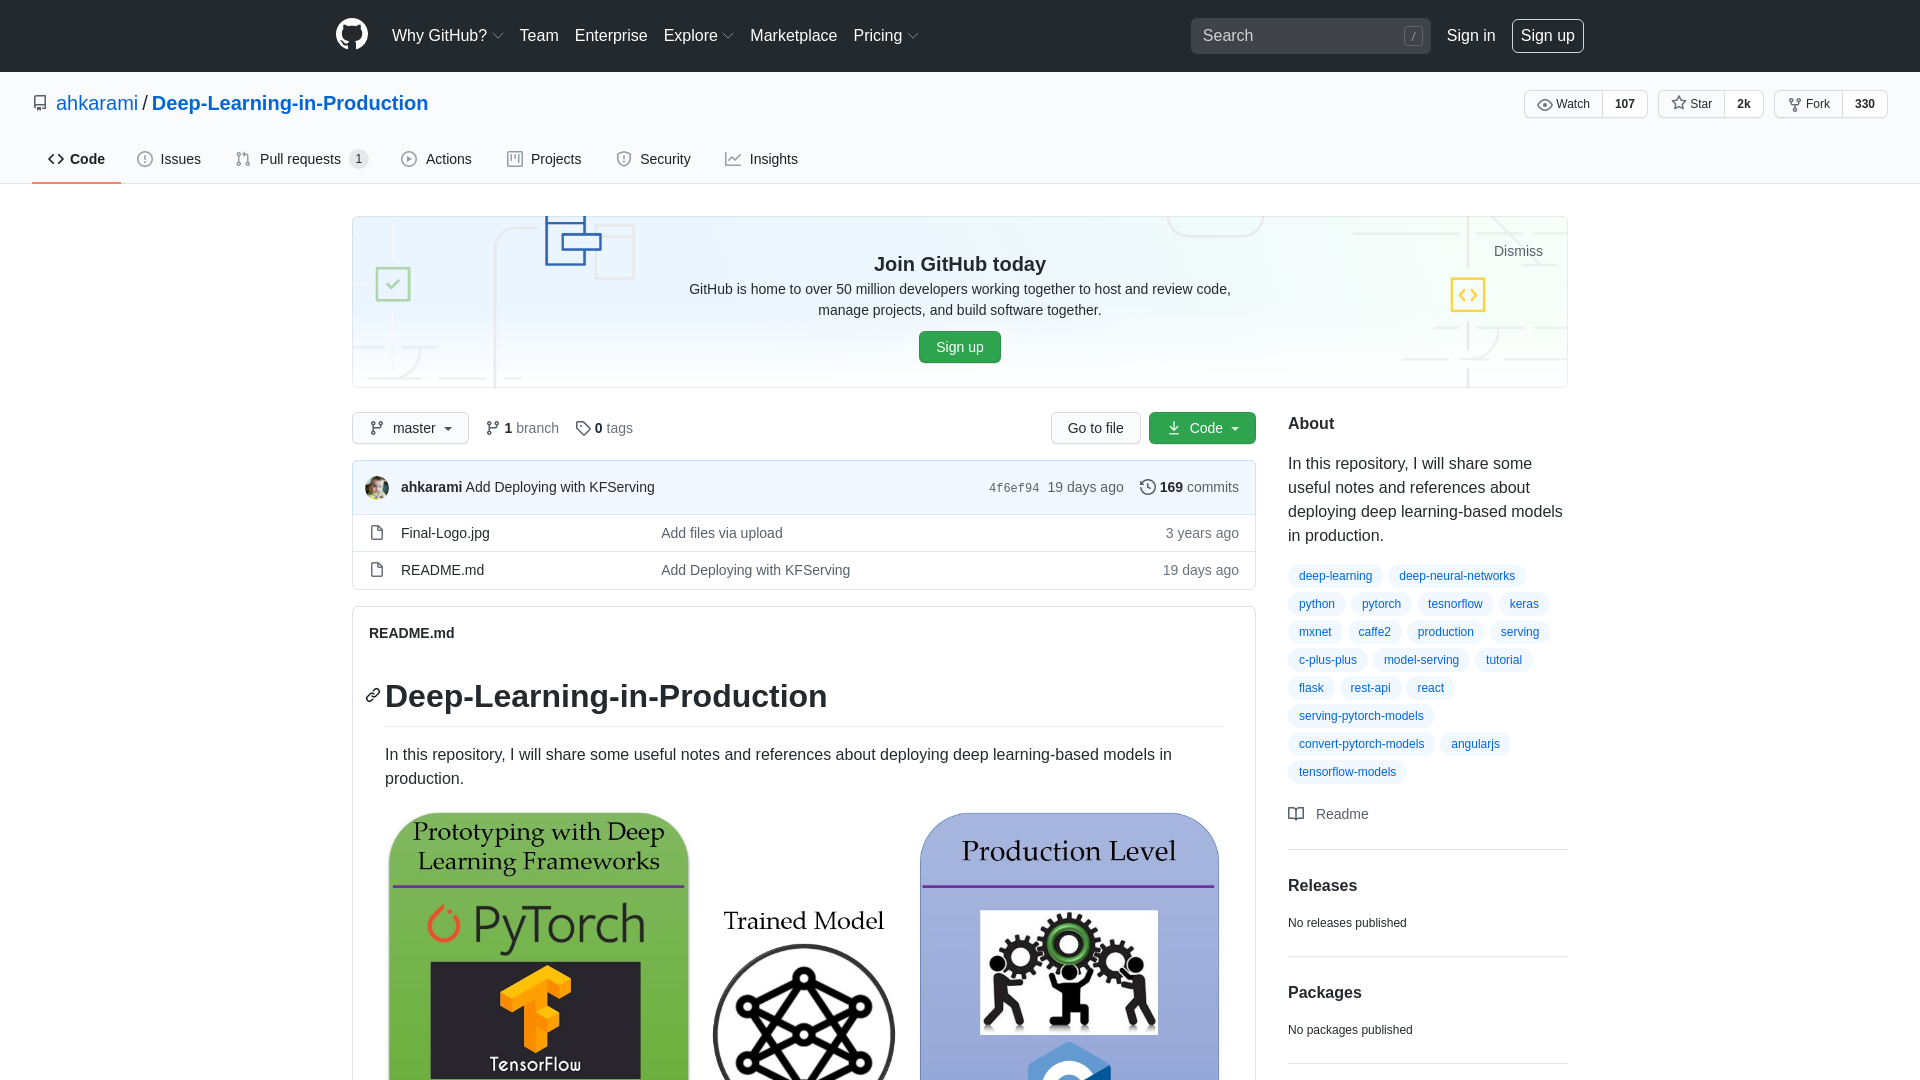 Why GitHub? Team Enterprise Explore Marketplace Pricing Search / Sign in Sign up
ahkarami / Deep-Learning-in-Production Watch 107 Star 2k Fork 330
Code Issues Pull requests 1 Actions Projects Security Insights
Dismiss
Join GitHub today
GitHub is home to over 50 million developers working together to host and review code,
manage projects, and build software together.
Sign up
master 1 branch 0 tags Go to file Code
ahkarami Add Deploying with KFServing 4f6ef94 19 days ago 169 commits
Final-Logo.jpg Add files via upload 3 years ago
README.md Add Deploying with KFServing 19 days ago
README.md
Deep-Learning-in-Production
In this repository, I will share some useful notes and references about deploying deep learning-based models in
production.
Prototyping with Deep
Learning Frameworks
PyTorch
TensorFlow
Trained Model
Production Level
About
In this repository, I will share some
useful notes and references about
deploying deep learning-based models
in production.
deep-learning deep-neural-networks
python pytorch tesnorflow keras
mxnet caffe2 production serving
c-plus-plus model-serving tutorial
flask rest-api react
serving-pytorch-models
convert-pytorch-models angularjs
tensorflow-models
Readme
Releases
No releases published
Packages
No packages published